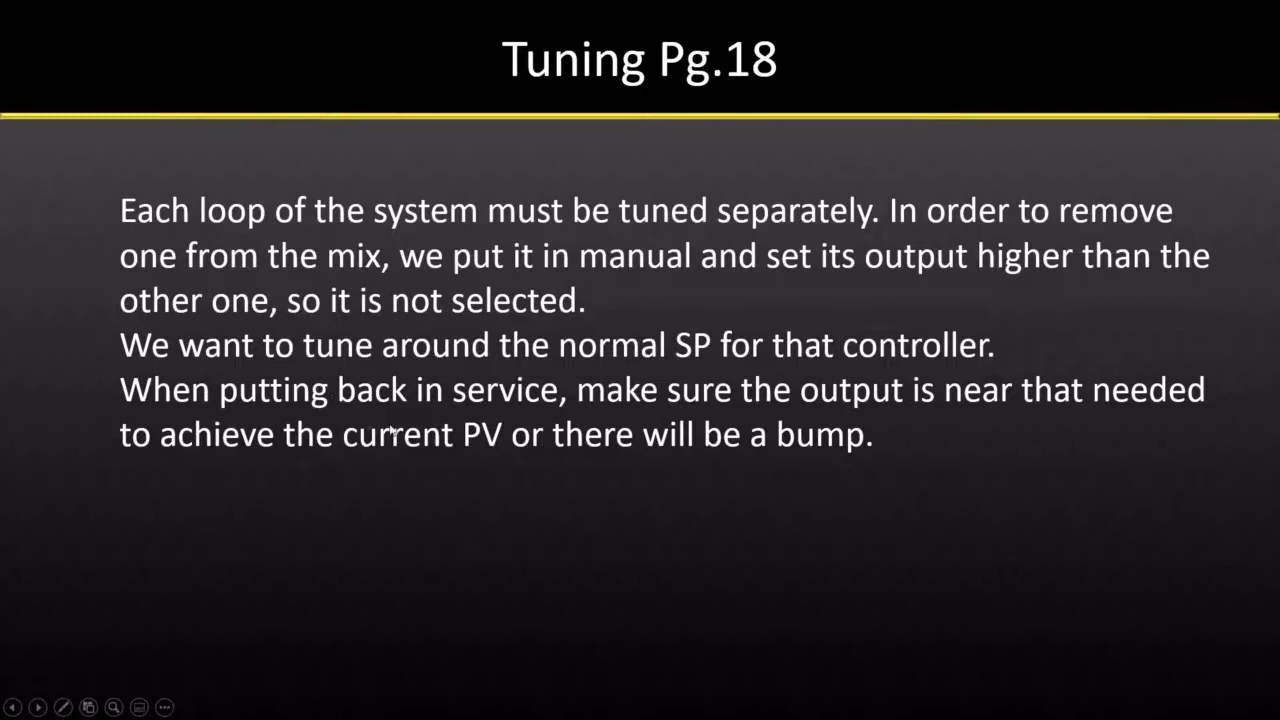 Tuning Pg.18
Each loop of the system must be tuned separately. In order to remove
one from the mix, we put it in manual and set its output higher than the
other one, so it is not selected.
We want to tune around the normal SP for that controller.
When putting back in service, make sure the output is near that needed
to achieve the current PV or there will be a bump.